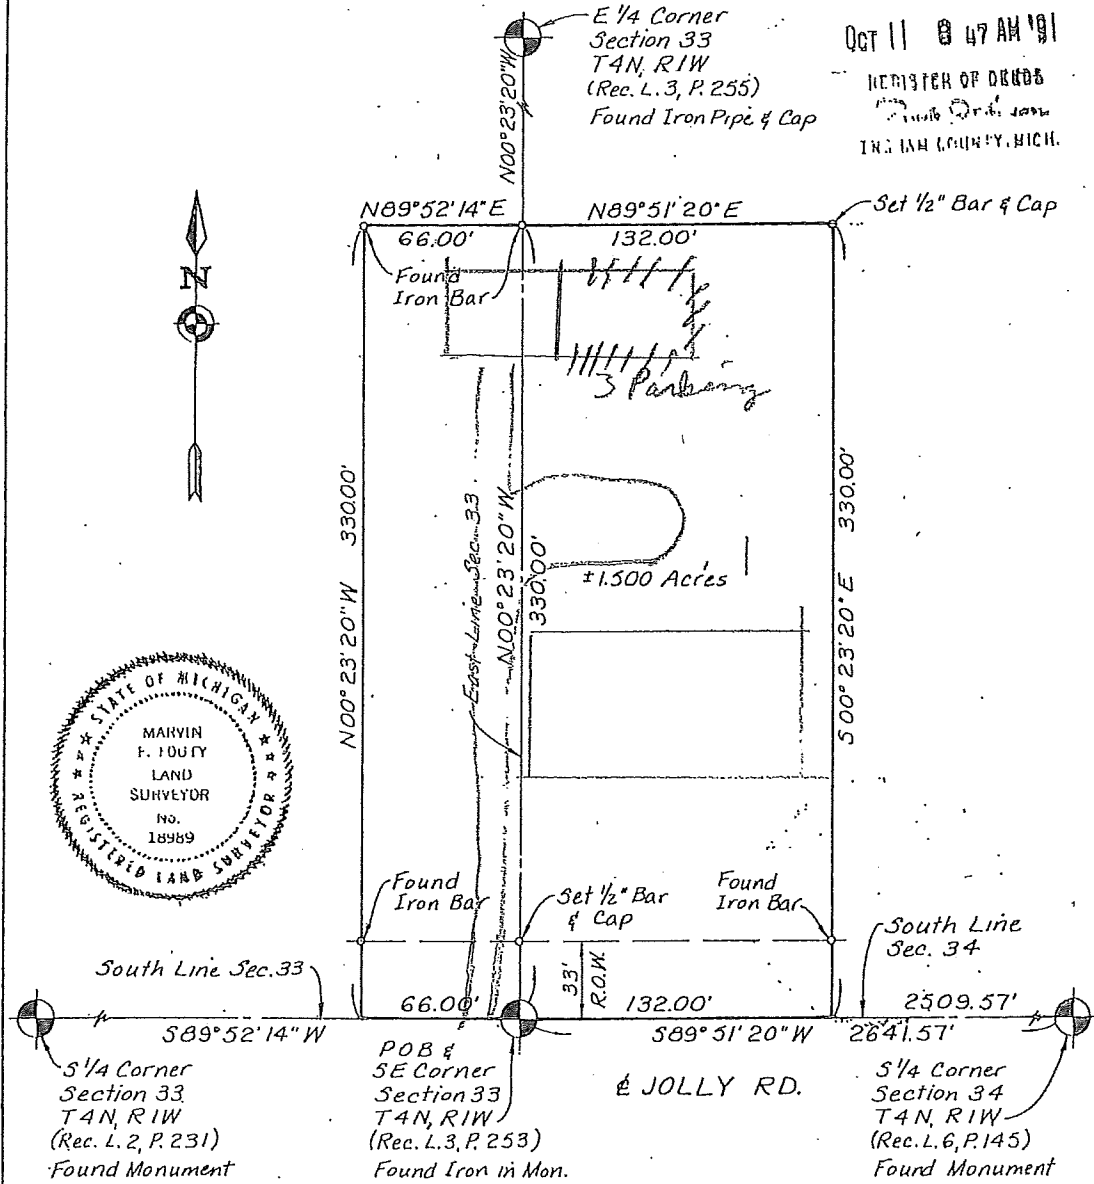 E 1/4 Corner
Section 33
T4N, R1W
(Rec. L.3, P. 255)
Found Iron Pipe & Cap
OCT 11 8 47 AM '91
REGISTER OF DEEDS
INGHAM COUNTY, MICH.
N00°23'20"W
N89°52'14"E
N89°51'20"E
Set 1/2" Bar & Cap
66.00'
132.00'
N
Found
Iron Bar
3 Parking
330.00'
N00°23'20"W
East Line Sec. 33
N00°23'20"W
330.00'
±1.500 Acres
330.00'
S00°23'20"E
STATE OF MICHIGAN
MARVIN
LAND
SURVEYOR
No.
18989
REGISTERED LAND SURVEYOR
Found
Iron Bar
Set 1/2" Bar
& Cap
Found
Iron Bar
South Line
Sec. 34
South Line Sec. 33
33'
R.O.W.
66.00'
132.00'
2509.57'
S89°52'14"W
S89°51'20"W
2641.57'
S 1/4 Corner
Section 33
T4N, R1W
(Rec. L.2, P. 231)
Found Monument
POB &
SE Corner
Section 33
T4N, R1W
(Rec. L.3, P. 253)
Found Iron in Mon.
℄ JOLLY RD.
S 1/4 Corner
Section 34
T4N, R1W
(Rec. L.6, P. 145)
Found Monument